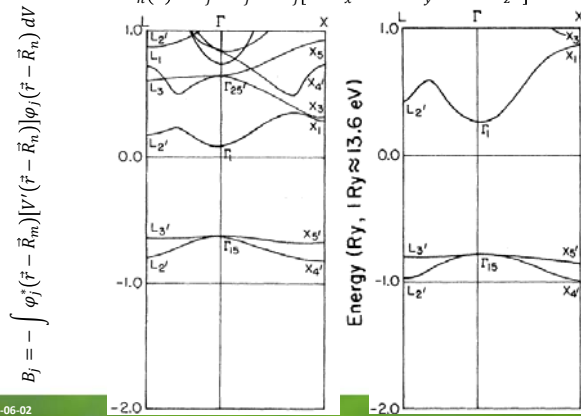 B_j = − ∫ φ_j^*(r⃗ − R⃗_m)[V′(r⃗ − R⃗_n)]φ_j(r⃗ − R⃗_n) dV
L Γ X
1.0
L₂′
L₁
L₃
Γ₂₅′
X₅
X₄′
X₃
X₁
L₂′
Γ₁
0.0
L₃′
L₂′
Γ₁₅
X₅′
X₄′
-1.0
-2.0
Energy (Ry, 1 Ry≈13.6 eV)
L Γ X
1.0
X₃
X₁
L₂′
Γ₁
0.0
L₃′
L₂′
Γ₁₅
X₅′
X₄′
-1.0
-2.0
-06-02